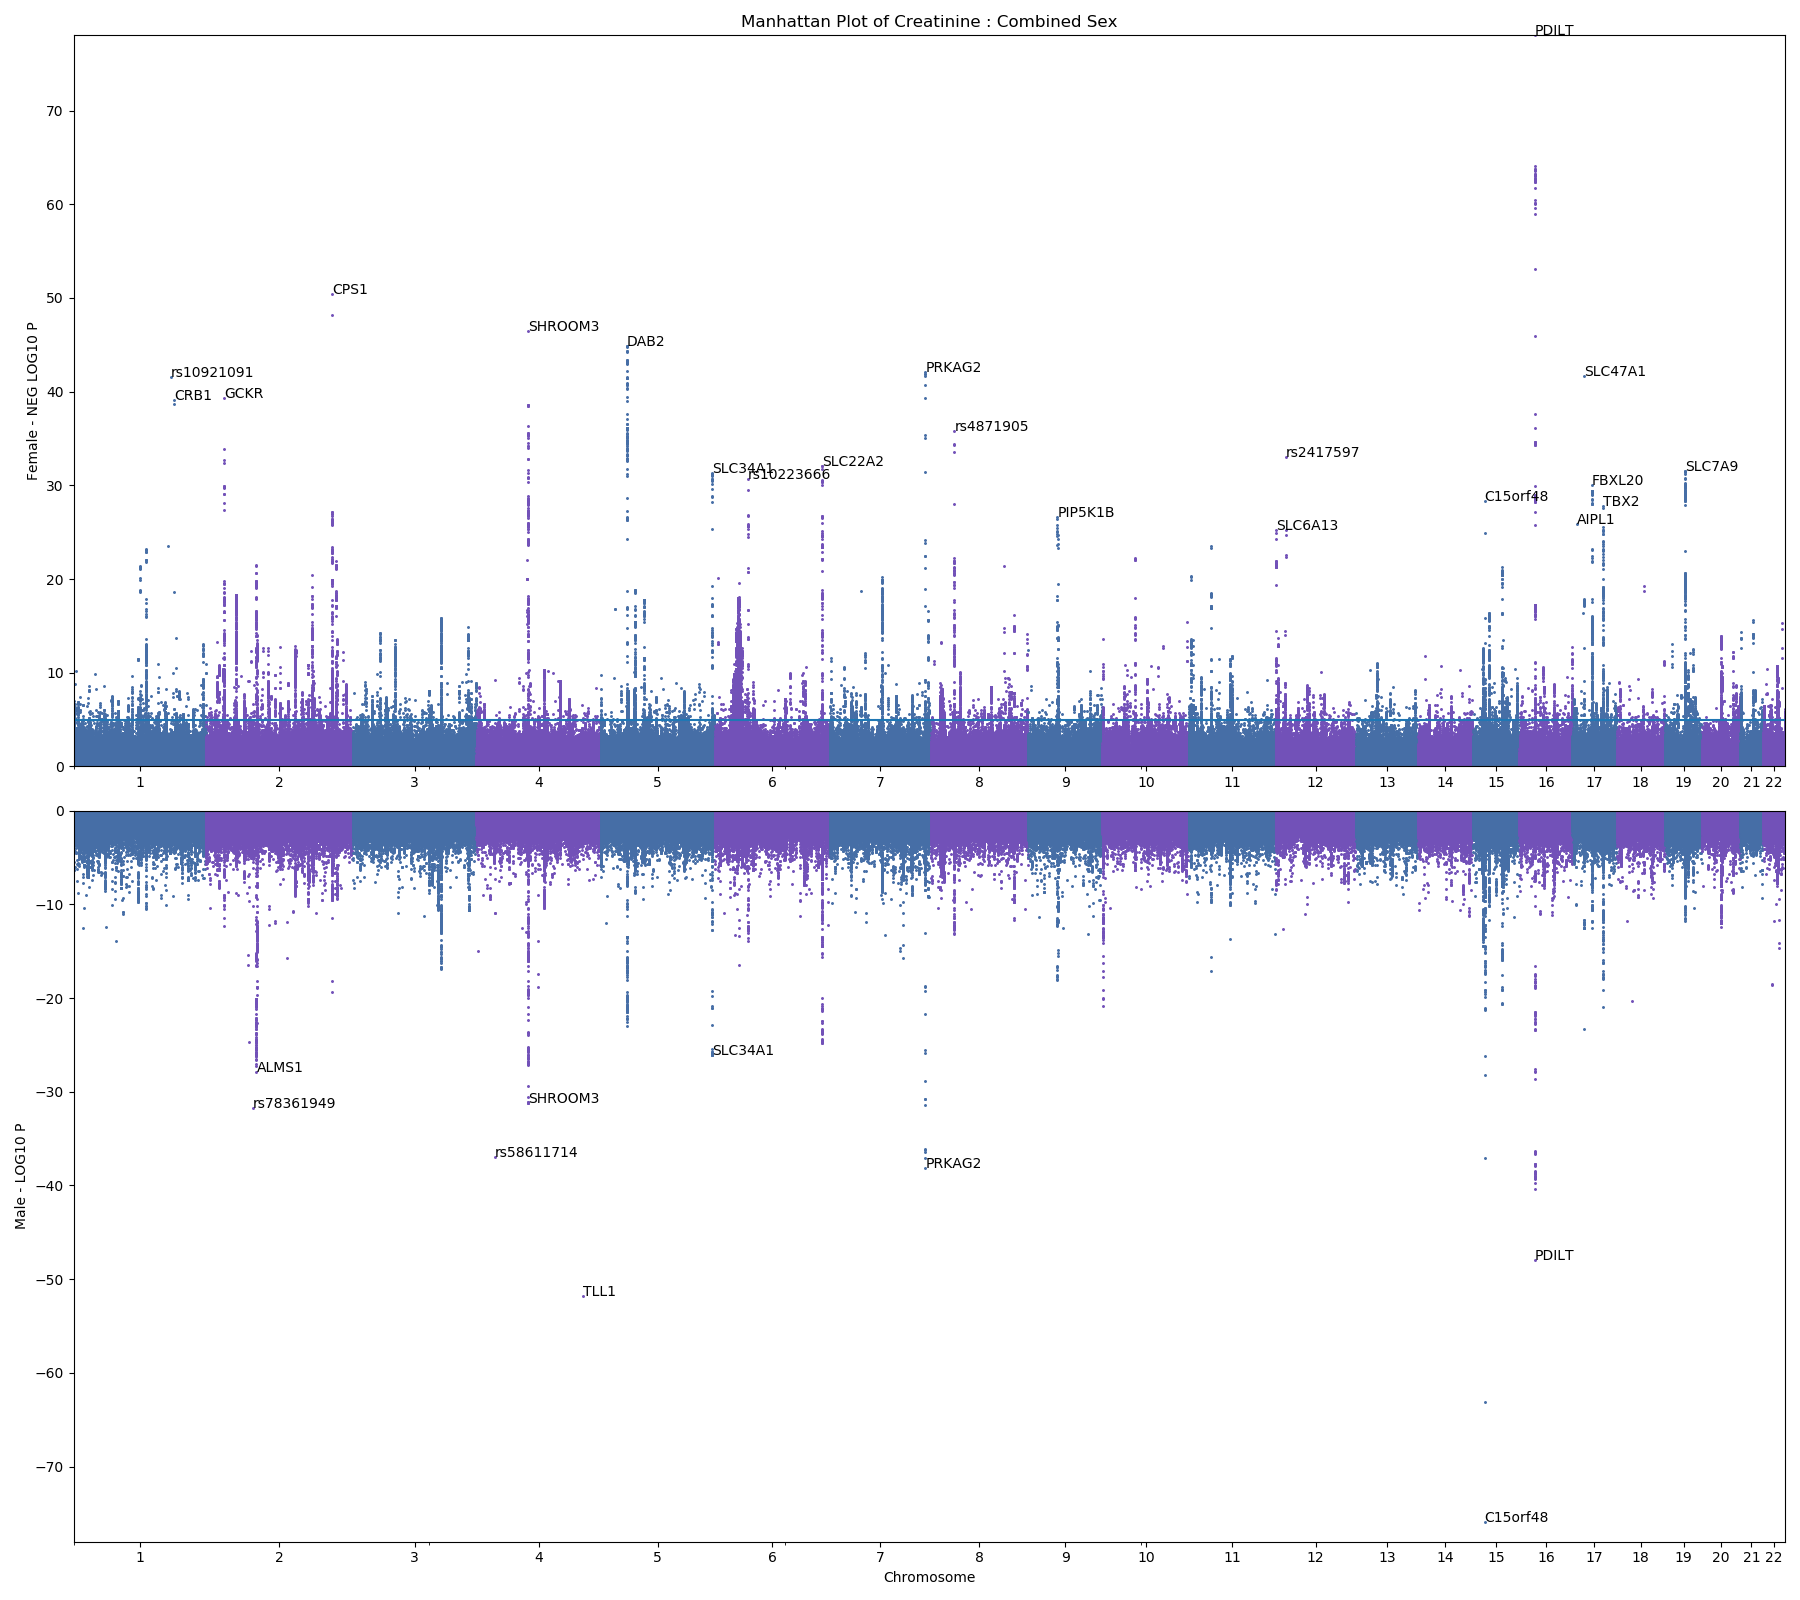 Manhattan Plot of Creatinine : Combined Sex
PDILT
70
60
50
40
30
20
10
0
Female - NEG LOG10 P
CPS1
SHROOM3
DAB2
PRKAG2
SLC47A1
rs10921091
CRB1
GCKR
rs4871905
rs2417597
SLC34A1
rs10223666
SLC22A2
SLC7A9
FBXL20
C15orf48
TBX2
PIP5K1B
AIPL1
SLC6A13
1 2 3 4 5 6 7 8 9 10 11 12 13 14 15 16 17 18 19 20 21 22
0
−10
−20
−30
−40
−50
−60
−70
Male - LOG10 P
SLC34A1
ALMS1
SHROOM3
rs78361949
rs58611714
PRKAG2
PDILT
TLL1
C15orf48
1 2 3 4 5 6 7 8 9 10 11 12 13 14 15 16 17 18 19 20 21 22
Chromosome